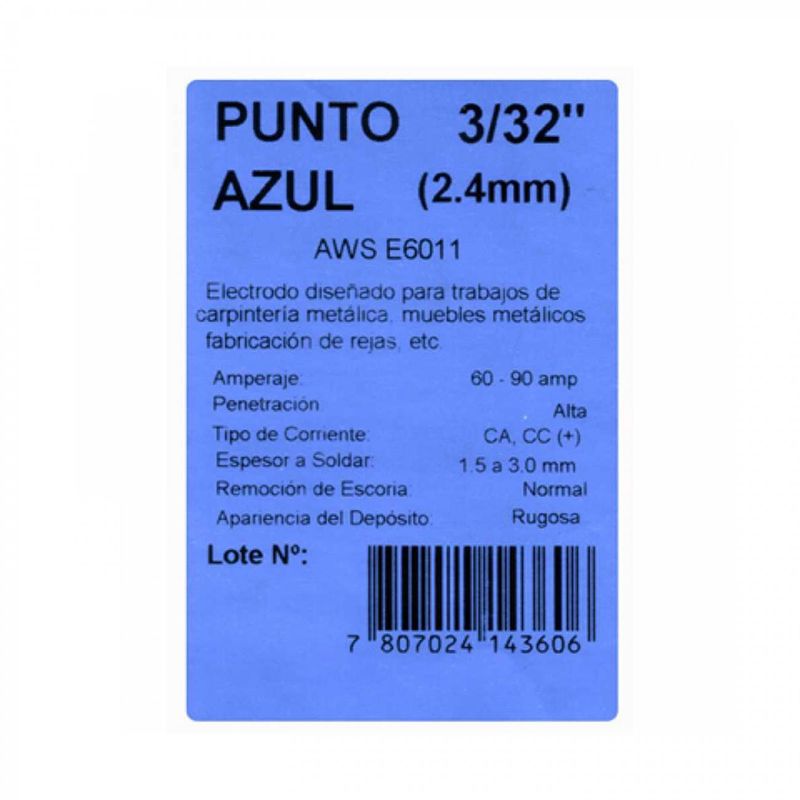 PUNTO 3/32"
AZUL (2.4mm)
AWS E6011
Electrodo diseñado para trabajos de
carpintería metálica, muebles metálicos
fabricación de rejas, etc.
Amperaje: 60 - 90 amp
Penetración Alta
Tipo de Corriente: CA, CC (+)
Espesor a Soldar: 1.5 a 3.0 mm
Remoción de Escoria: Normal
Apariencia del Depósito: Rugosa
Lote Nº:
7 807024 143606